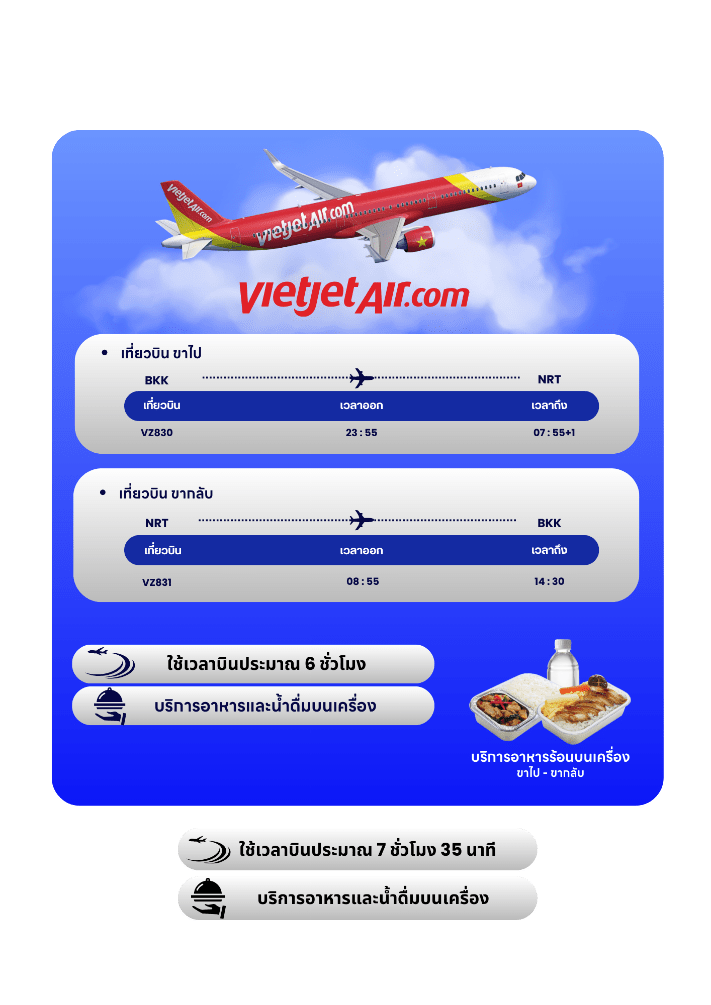 vietjetAir.com
vietjetAir.com
vietjetAir.com
• เที่ยวบิน ขาไป
BKK NRT
เที่ยวบิน เวลาออก เวลาถึง
VZ830 23 : 55 07 : 55+1
• เที่ยวบิน ขากลับ
NRT BKK
เที่ยวบิน เวลาออก เวลาถึง
VZ831 08 : 55 14 : 30
ใช้เวลาบินประมาณ 6 ชั่วโมง
บริการอาหารและน้ำดื่มบนเครื่อง
บริการอาหารร้อนบนเครื่อง
ขาไป - ขากลับ
ใช้เวลาบินประมาณ 7 ชั่วโมง 35 นาที
บริการอาหารและน้ำดื่มบนเครื่อง